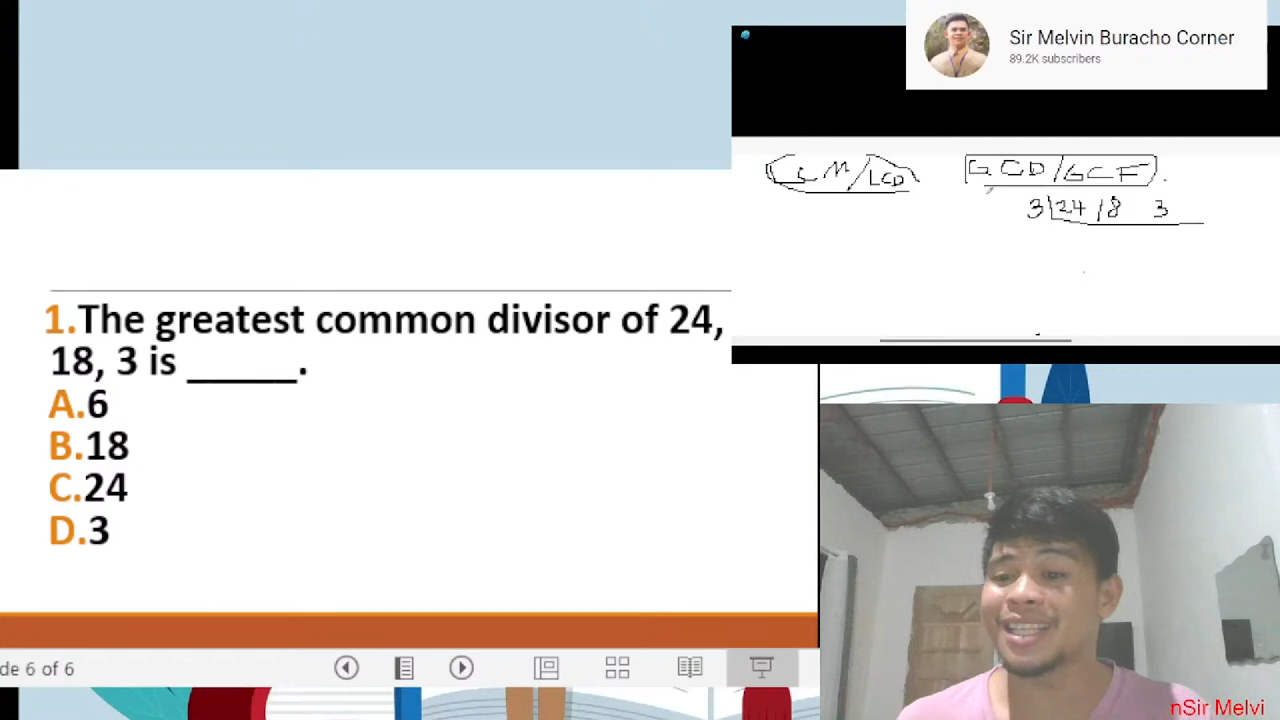 Sir Melvin Buracho Corner
89.2K subscribers
LCM/LCD
GCD/GCF
3 24 18 3
1.The greatest common divisor of 24,
18, 3 is _____.
A.6
B.18
C.24
D.3
de 6 of 6
nSir Melvi